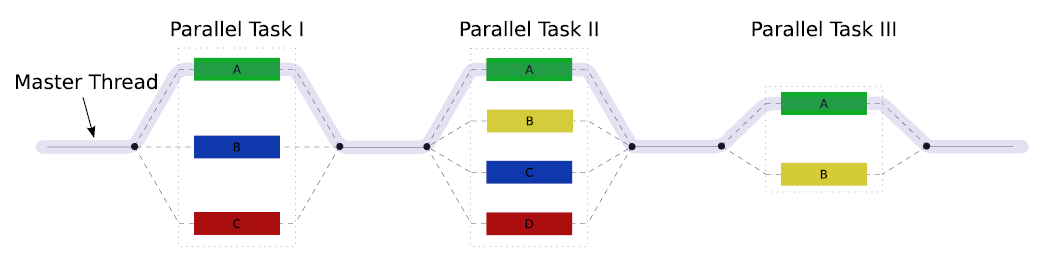 Parallel Task I
Parallel Task II
Parallel Task III
Master Thread
A
B
C
A
B
C
D
A
B